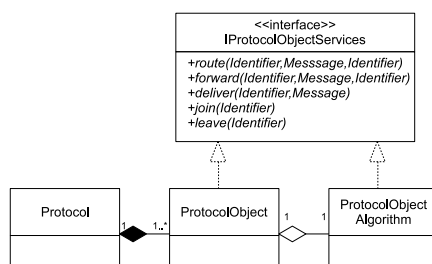 <<interface>>
IProtocolObjectServices
+route(Identifier,Messsage,Identifier)
+forward(Identifier,Message,Identifier)
+deliver(Identifier,Message)
+join(Identifier)
+leave(Identifier)
Protocol
1
1..*
ProtocolObject
1
1
ProtocolObject
Algorithm